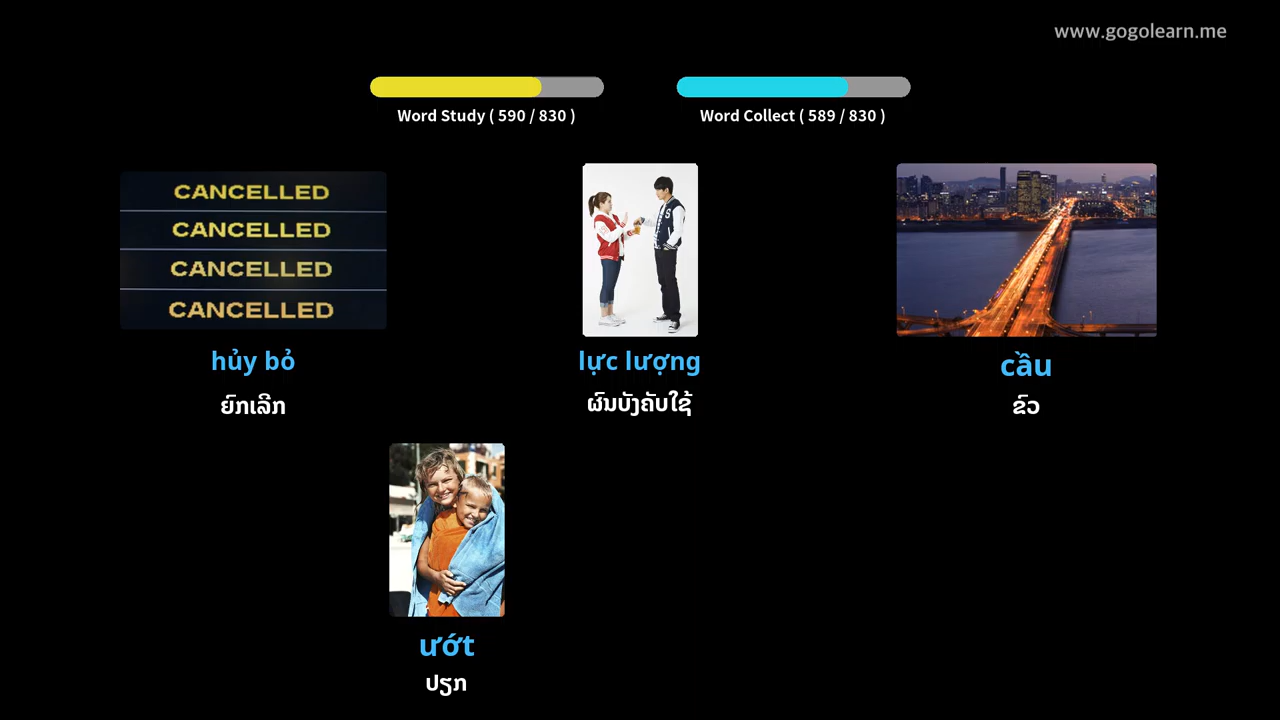 www.gogolearn.me
Word Study ( 590 / 830 )
Word Collect ( 589 / 830 )
CANCELLED
CANCELLED
CANCELLED
CANCELLED
hủy bỏ
ຍົກເລີກ
lực lượng
ຜົນບັງຄັບໃຊ້
cầu
ຂົວ
ướt
ປຽກ